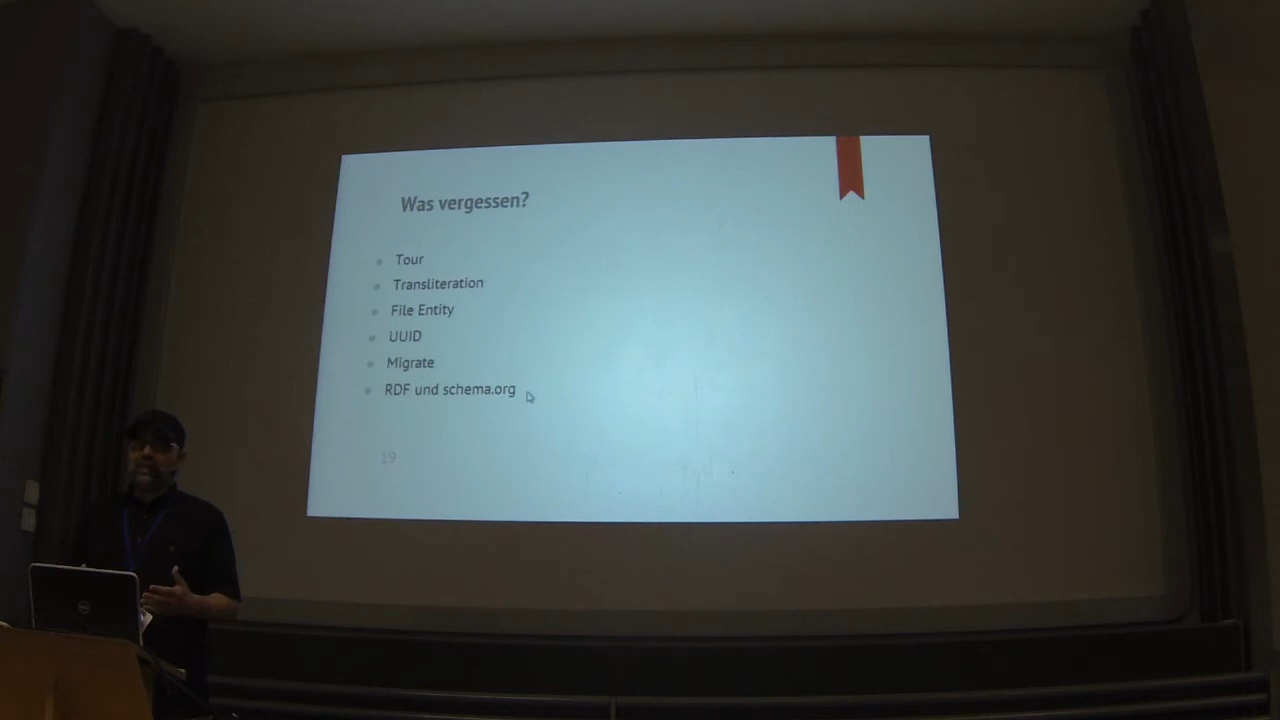 Was vergessen?
Tour
Transliteration
File Entity
UUID
Migrate
RDF und schema.org
19